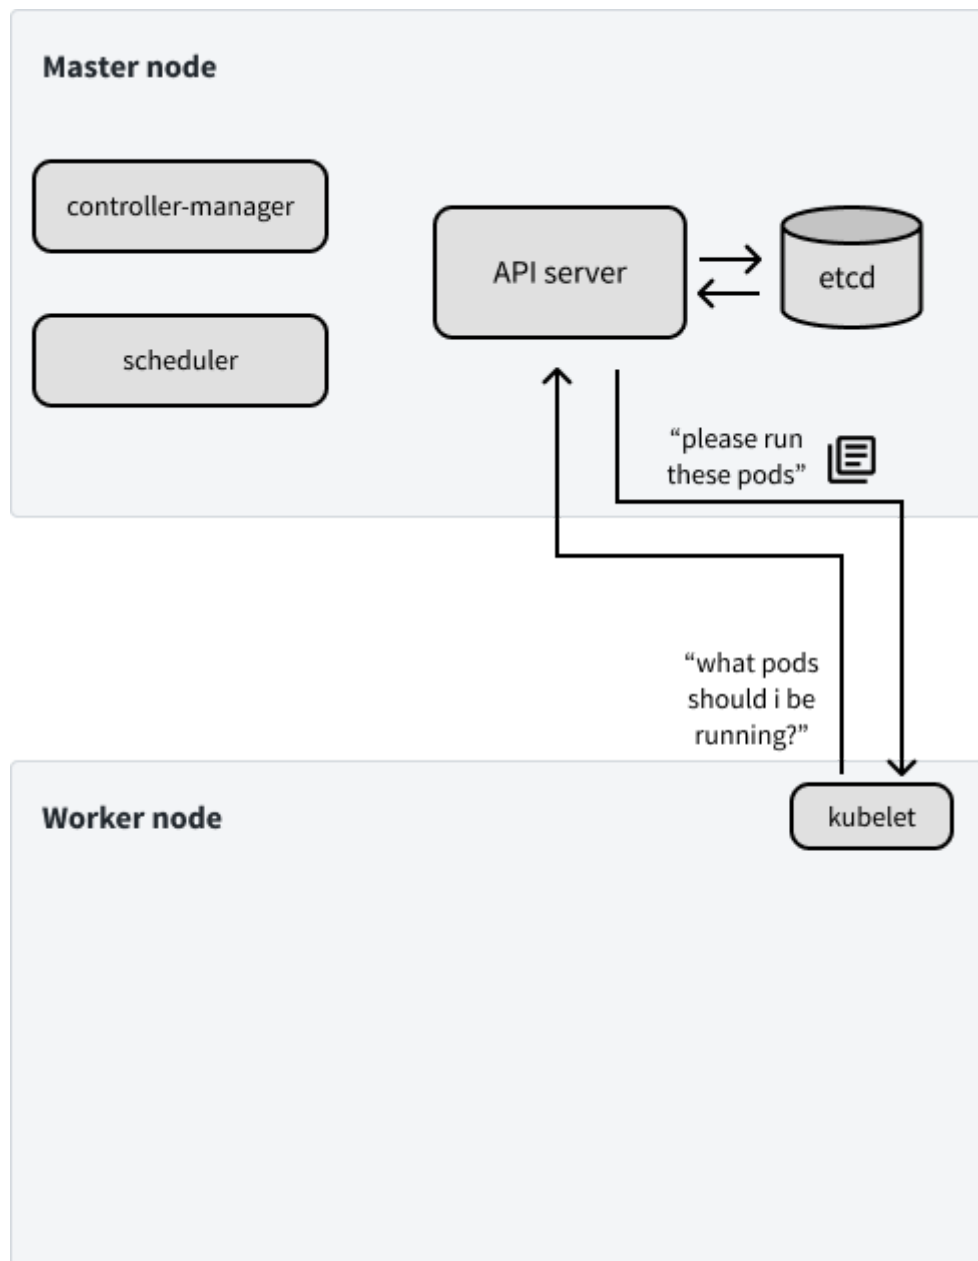 Master node
controller-manager
scheduler
API server
etcd
“please run
these pods”
“what pods
should i be
running?”
Worker node
kubelet